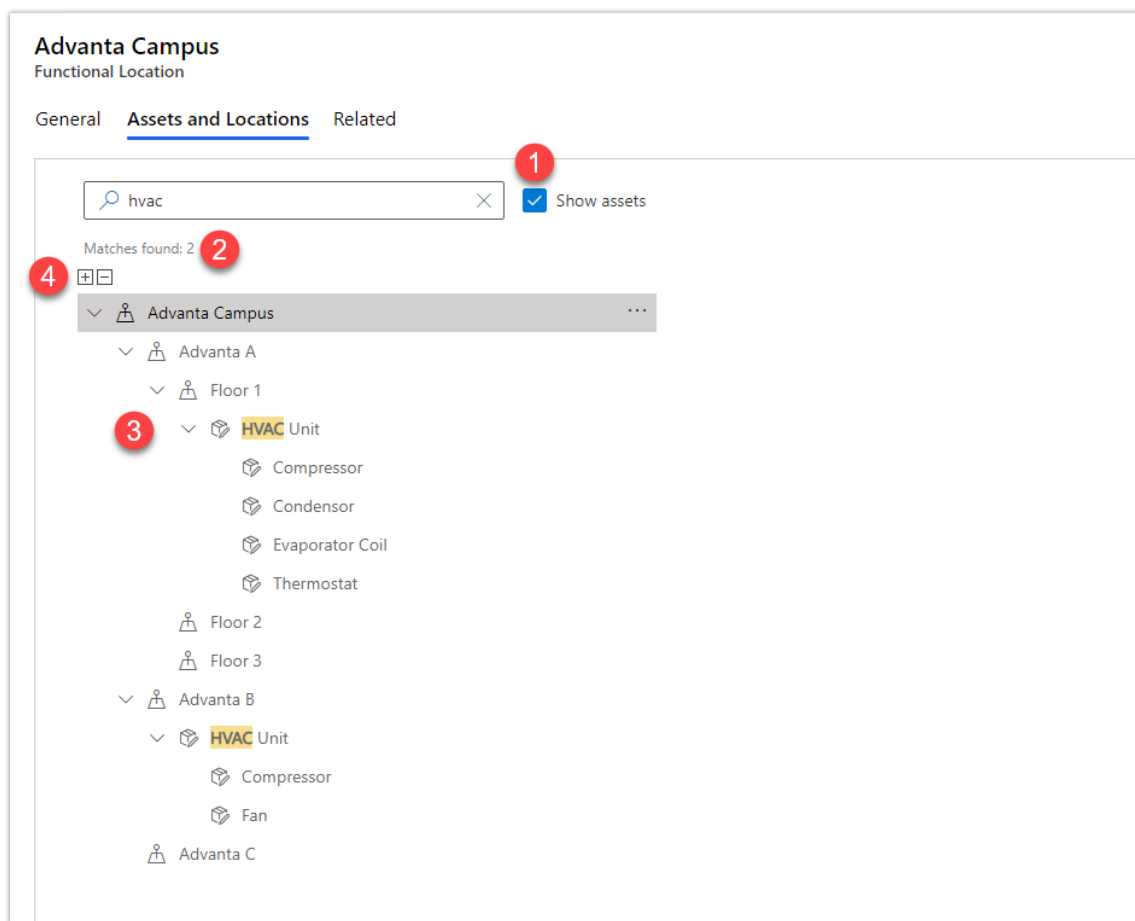 Advanta Campus
Functional Location
General Assets and Locations Related
1
hvac Show assets
Matches found: 2 2
4
Advanta Campus ...
Advanta A
Floor 1
3 HVAC Unit
Compressor
Condensor
Evaporator Coil
Thermostat
Floor 2
Floor 3
Advanta B
HVAC Unit
Compressor
Fan
Advanta C